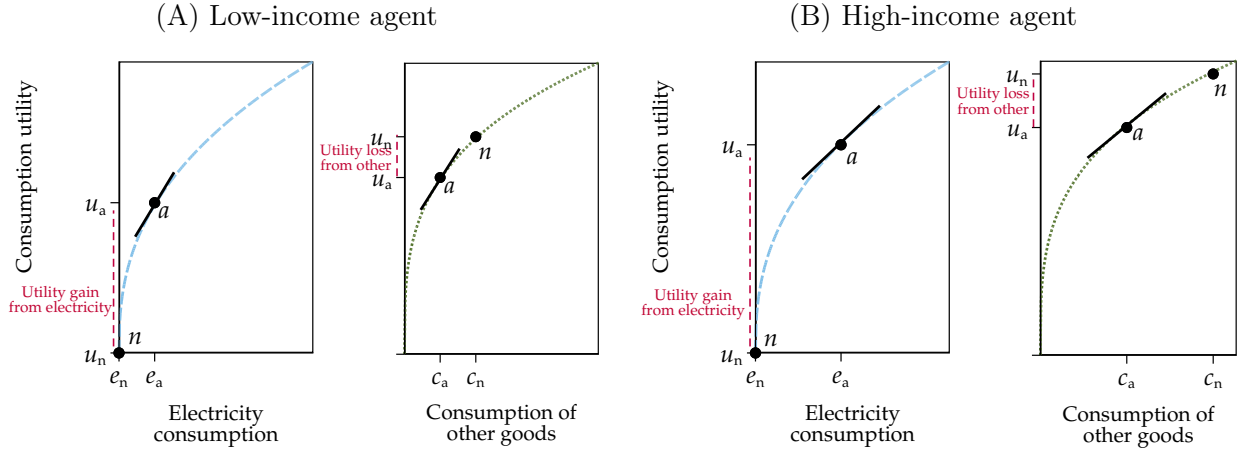 (A) Low-income agent
Consumption utility
u_a
a
Utility gain
from electricity
n
u_n
e_n
e_a
Electricity
consumption
u_n
Utility loss
from other
n
u_a
a
c_a
c_n
Consumption of
other goods
(B) High-income agent
Consumption utility
u_a
a
Utility gain
from electricity
u_n
n
e_n
e_a
Electricity
consumption
u_n
Utility loss
from other
n
u_a
a
c_a
c_n
Consumption of
other goods